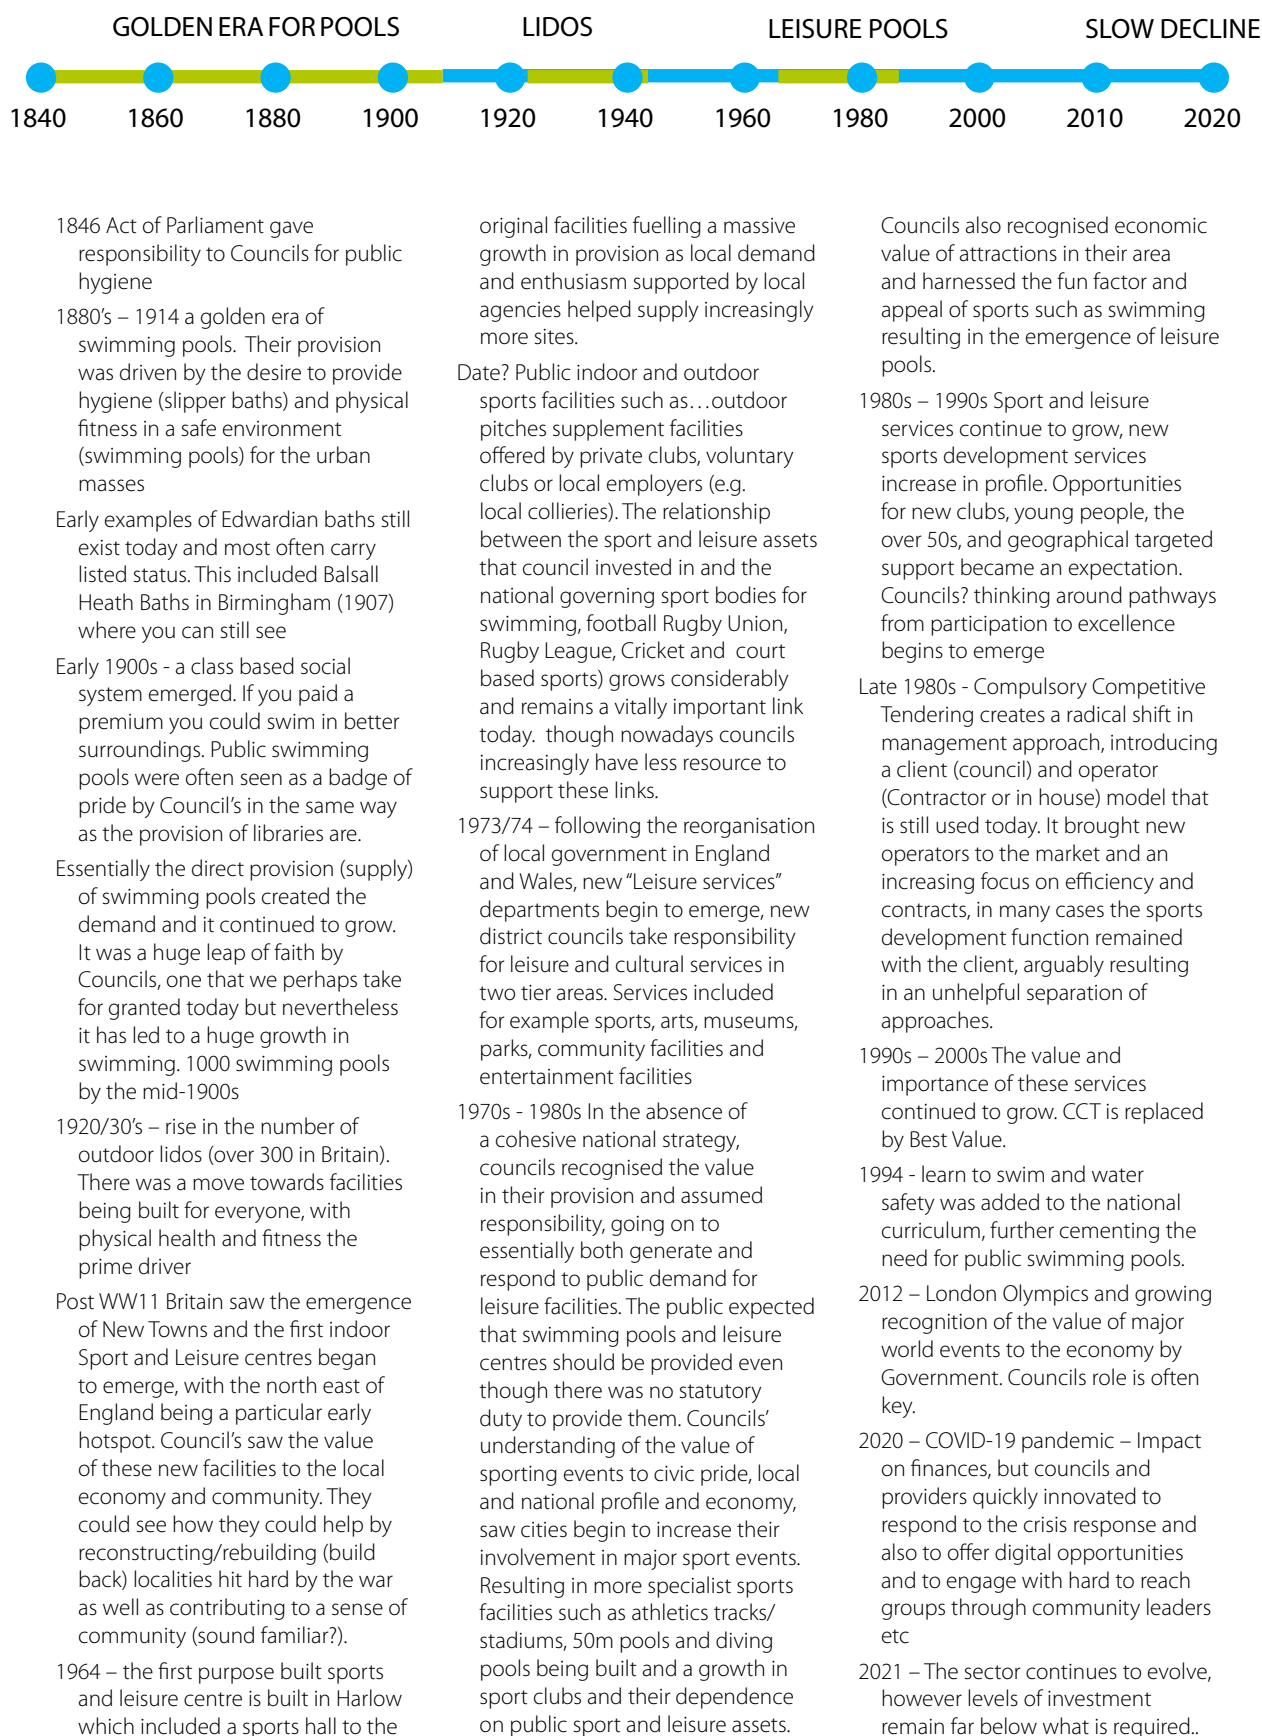 GOLDEN ERA FOR POOLS
LIDOS
LEISURE POOLS
SLOW DECLINE
1840
1860
1880
1900
1920
1940
1960
1980
2000
2010
2020
1846 Act of Parliament gave
responsibility to Councils for public
hygiene
1880's – 1914 a golden era of
swimming pools.  Their provision
was driven by the desire to provide
hygiene (slipper baths) and physical
fitness in a safe environment
(swimming pools) for the urban
masses
Early examples of Edwardian baths still
exist today and most often carry
listed status. This included Balsall
Heath Baths in Birmingham (1907)
where you can still see
Early 1900s - a class based social
system emerged. If you paid a
premium you could swim in better
surroundings. Public swimming
pools were often seen as a badge of
pride by Council's in the same way
as the provision of libraries are.
Essentially the direct provision (supply)
of swimming pools created the
demand and it continued to grow.
It was a huge leap of faith by
Councils, one that we perhaps take
for granted today but nevertheless
it has led to a huge growth in
swimming. 1000 swimming pools
by the mid-1900s
1920/30's – rise in the number of
outdoor lidos (over 300 in Britain).
There was a move towards facilities
being built for everyone, with
physical health and fitness the
prime driver
Post WW11 Britain saw the emergence
of New Towns and the first indoor
Sport and Leisure centres began
to emerge, with the north east of
England being a particular early
hotspot. Council's saw the value
of these new facilities to the local
economy and community. They
could see how they could help by
reconstructing/rebuilding (build
back) localities hit hard by the war
as well as contributing to a sense of
community (sound familiar?).
1964 – the first purpose built sports
and leisure centre is built in Harlow
which included a sports hall to the
original facilities fuelling a massive
growth in provision as local demand
and enthusiasm supported by local
agencies helped supply increasingly
more sites.
Date? Public indoor and outdoor
sports facilities such as…outdoor
pitches supplement facilities
offered by private clubs, voluntary
clubs or local employers (e.g.
local collieries). The relationship
between the sport and leisure assets
that council invested in and the
national governing sport bodies for
swimming, football Rugby Union,
Rugby League, Cricket and  court
based sports) grows considerably
and remains a vitally important link
today.  though nowadays councils
increasingly have less resource to
support these links.
1973/74 – following the reorganisation
of local government in England
and Wales, new “Leisure services”
departments begin to emerge, new
district councils take responsibility
for leisure and cultural services in
two tier areas. Services included
for example sports, arts, museums,
parks, community facilities and
entertainment facilities
1970s - 1980s In the absence of
a cohesive national strategy,
councils recognised the value
in their provision and assumed
responsibility, going on to
essentially both generate and
respond to public demand for
leisure facilities. The public expected
that swimming pools and leisure
centres should be provided even
though there was no statutory
duty to provide them. Councils'
understanding of the value of
sporting events to civic pride, local
and national profile and economy,
saw cities begin to increase their
involvement in major sport events.
Resulting in more specialist sports
facilities such as athletics tracks/
stadiums, 50m pools and diving
pools being built and a growth in
sport clubs and their dependence
on public sport and leisure assets.
Councils also recognised economic
value of attractions in their area
and harnessed the fun factor and
appeal of sports such as swimming
resulting in the emergence of leisure
pools.
1980s – 1990s Sport and leisure
services continue to grow, new
sports development services
increase in profile. Opportunities
for new clubs, young people, the
over 50s, and geographical targeted
support became an expectation.
Councils? thinking around pathways
from participation to excellence
begins to emerge
Late 1980s - Compulsory Competitive
Tendering creates a radical shift in
management approach, introducing
a client (council) and operator
(Contractor or in house) model that
is still used today. It brought new
operators to the market and an
increasing focus on efficiency and
contracts, in many cases the sports
development function remained
with the client, arguably resulting
in an unhelpful separation of
approaches.
1990s – 2000s The value and
importance of these services
continued to grow. CCT is replaced
by Best Value.
1994 - learn to swim and water
safety was added to the national
curriculum, further cementing the
need for public swimming pools.
2012 – London Olympics and growing
recognition of the value of major
world events to the economy by
Government. Councils role is often
key.
2020 – COVID-19 pandemic – Impact
on finances, but councils and
providers quickly innovated to
respond to the crisis response and
also to offer digital opportunities
and to engage with hard to reach
groups through community leaders
etc
2021 – The sector continues to evolve,
however levels of investment
remain far below what is required..